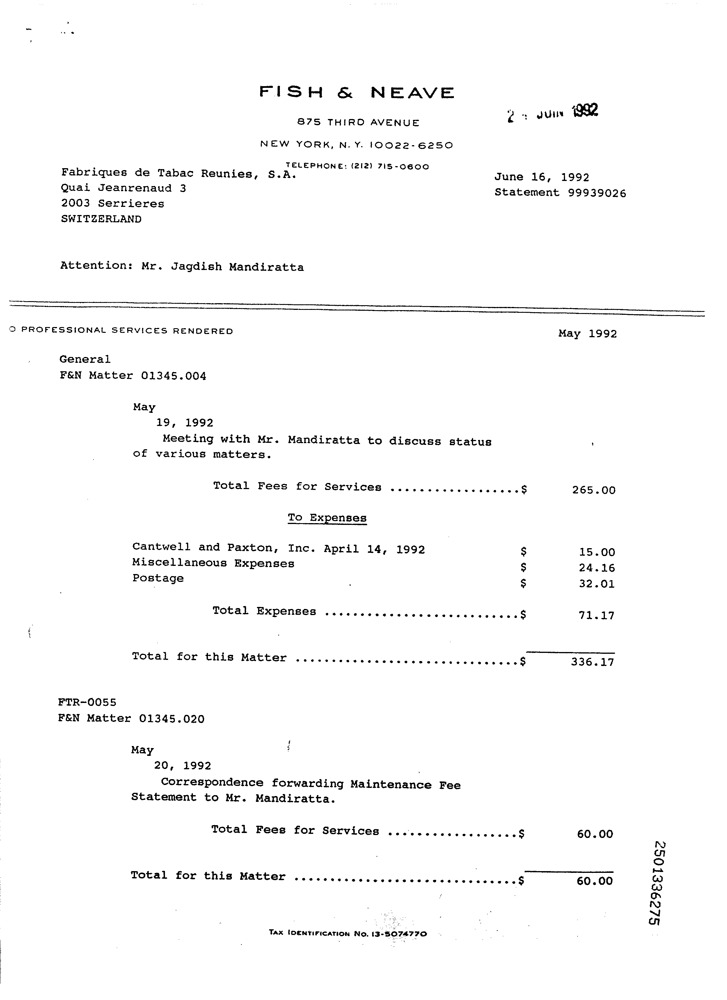 FISH & NEAVE
875 THIRD AVENUE
NEW YORK, N.Y. 10022-6250
TELEPHONE: (212) 715-0600
JUIN 1992
Fabriques de Tabac Reunies, S.A.
Quai Jeanrenaud 3
2003 Serrieres
SWITZERLAND
June 16, 1992
Statement 99939026
Attention: Mr. Jagdish Mandiratta
O PROFESSIONAL SERVICES RENDERED
May 1992
General
F&N Matter 01345.004
May
19, 1992
Meeting with Mr. Mandiratta to discuss status
of various matters.
Total Fees for Services ..................$ 265.00
To Expenses
Cantwell and Paxton, Inc. April 14, 1992 $ 15.00
Miscellaneous Expenses $ 24.16
Postage $ 32.01
Total Expenses ..........................$ 71.17
Total for this Matter ..............................$ 336.17
FTR-0055
F&N Matter 01345.020
May
20, 1992
Correspondence forwarding Maintenance Fee
Statement to Mr. Mandiratta.
Total Fees for Services ..................$ 60.00
Total for this Matter ..............................$ 60.00
2501336275
TAX IDENTIFICATION NO. 13-5074770